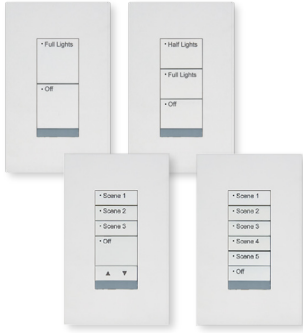 • Full Lights
• Off
• Half Lights
• Full Lights
• Off
• Scene 1
• Scene 2
• Scene 3
• Off
▲ ▼
• Scene 1
• Scene 2
• Scene 3
• Scene 4
• Scene 5
• Off